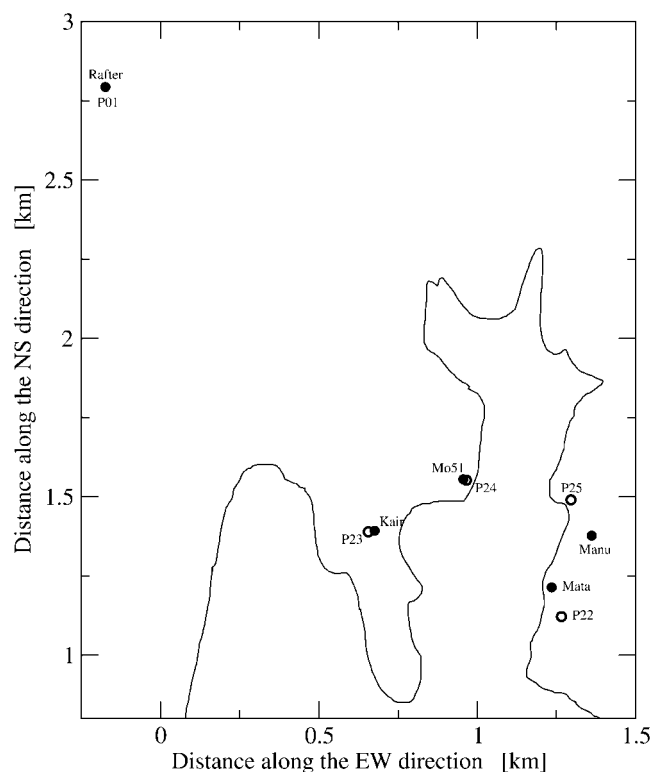 3
Rafter
P01
2.5
2
Mo51
P24
P25
1.5
Kair
P23
Manu
Mata
P22
1
0
0.5
1
1.5
Distance along the NS direction [km]
Distance along the EW direction [km]